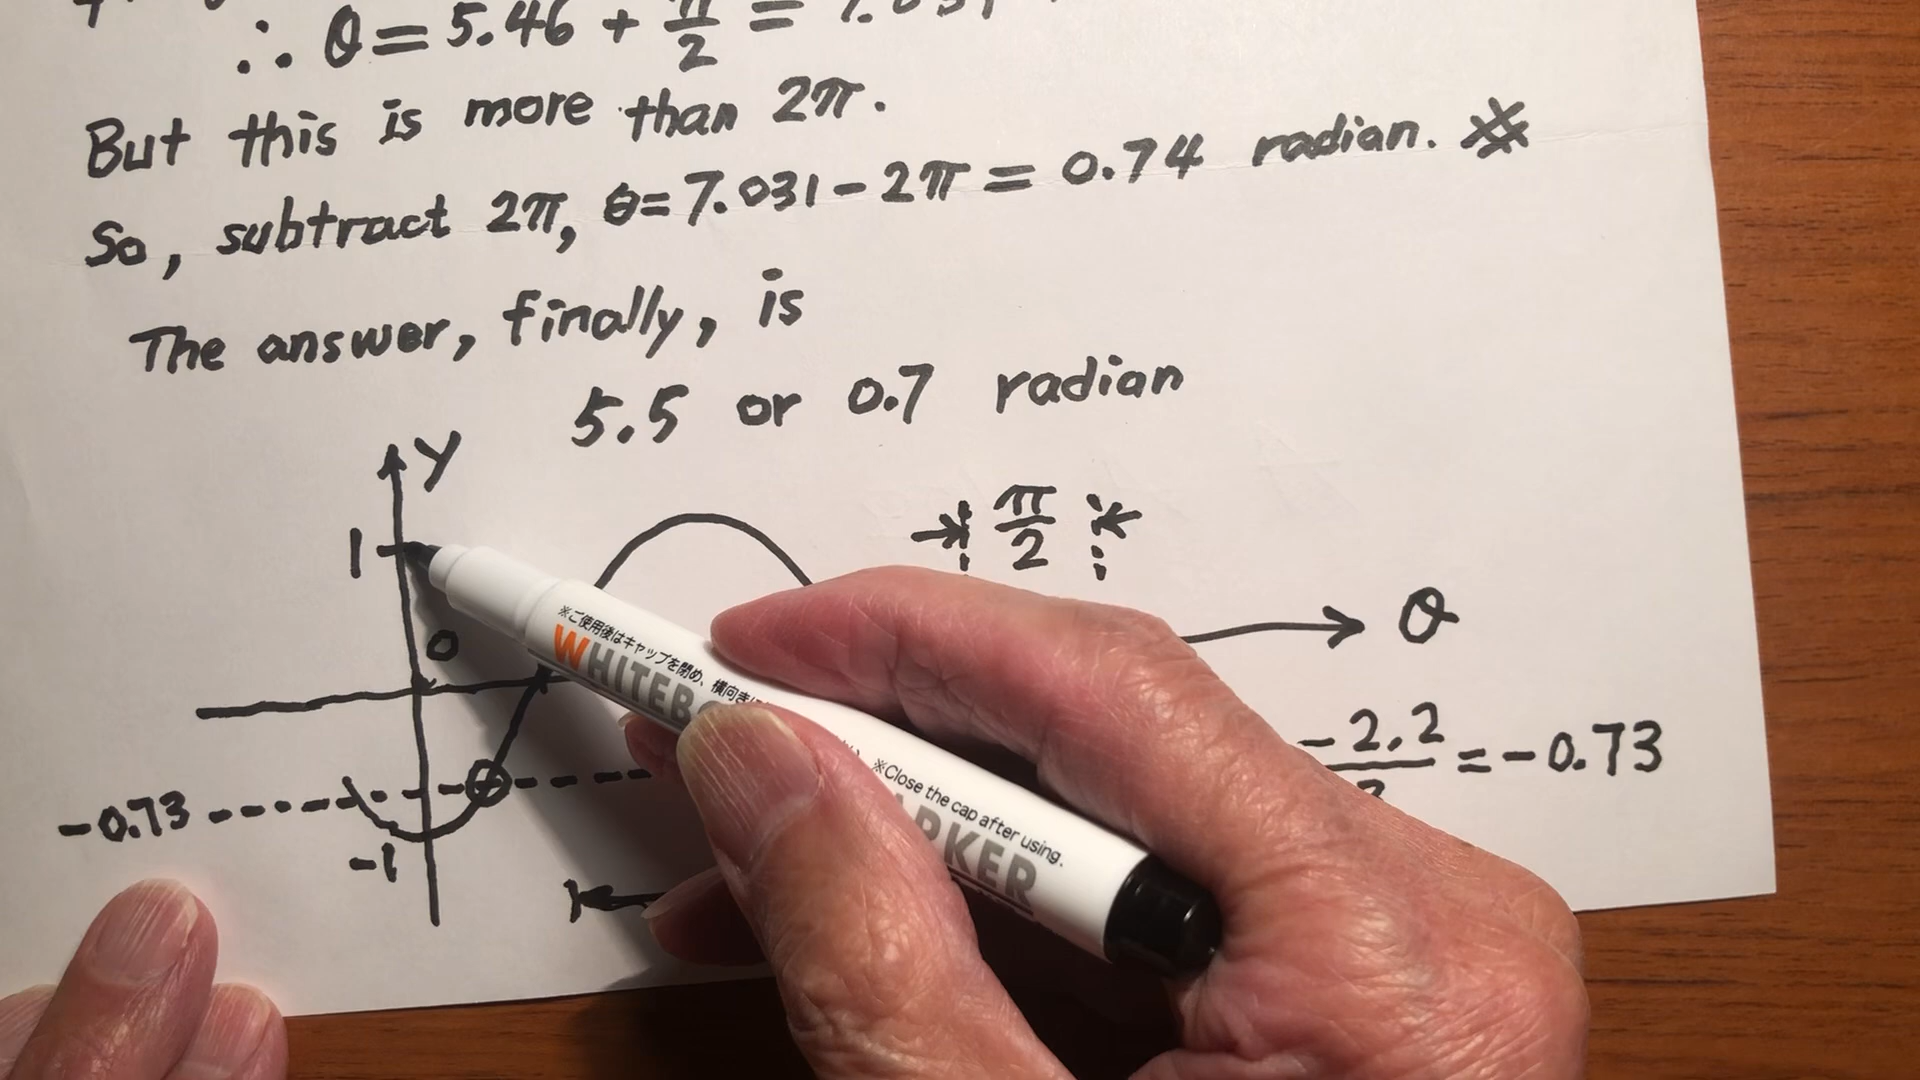 ∴ θ = 5.46 + π/2 =
But this is more than 2π.
So, subtract 2π, θ = 7.031 - 2π = 0.74 radian. ※
The answer, finally, is
5.5 or 0.7 radian
y
1
π/2
θ
0
-2.2
= -0.73
-0.73
-1
※ご使用後はキャップを閉め、横向きに
WHITEB
※Close the cap after using.
ARKER